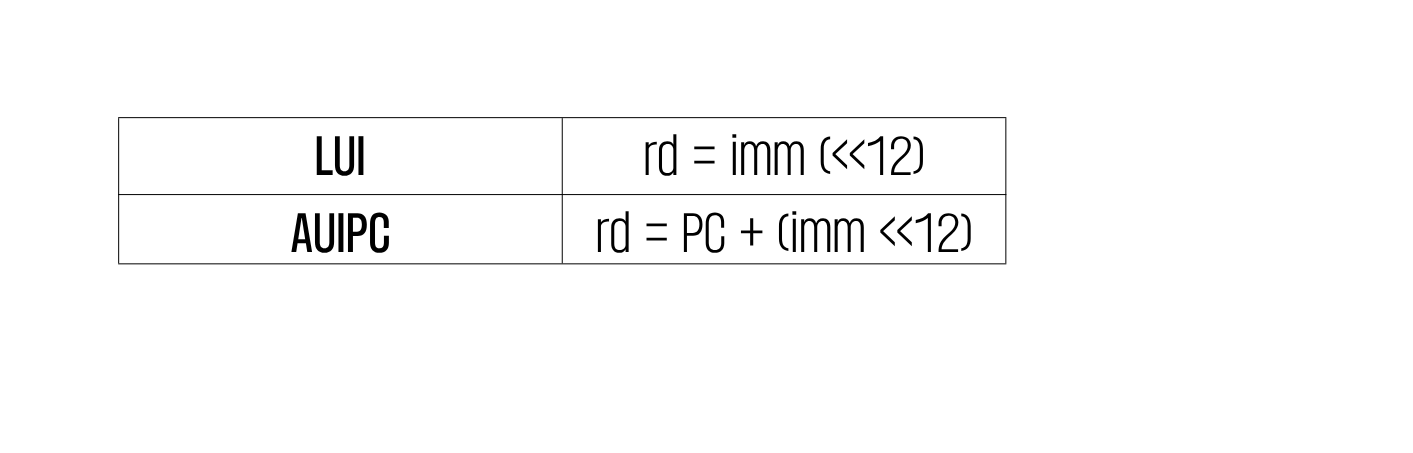 LUI rd = imm (<<12)
AUIPC rd = PC + (imm <<12)